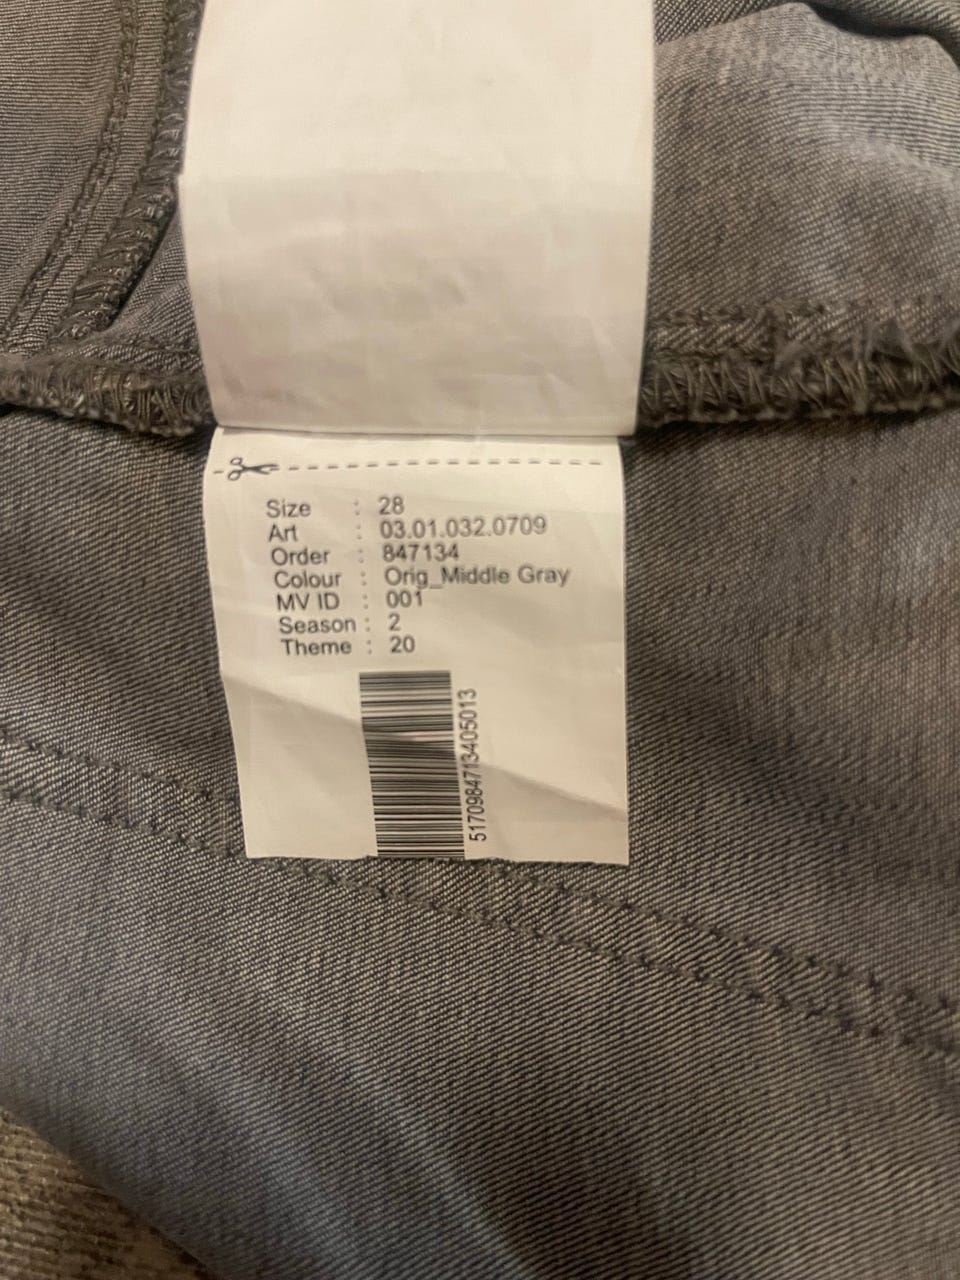 Size : 28
Art : 03.01.032.0709
Order : 847134
Colour : Orig_Middle Gray
MV ID : 001
Season : 2
Theme : 20
5170984713405013